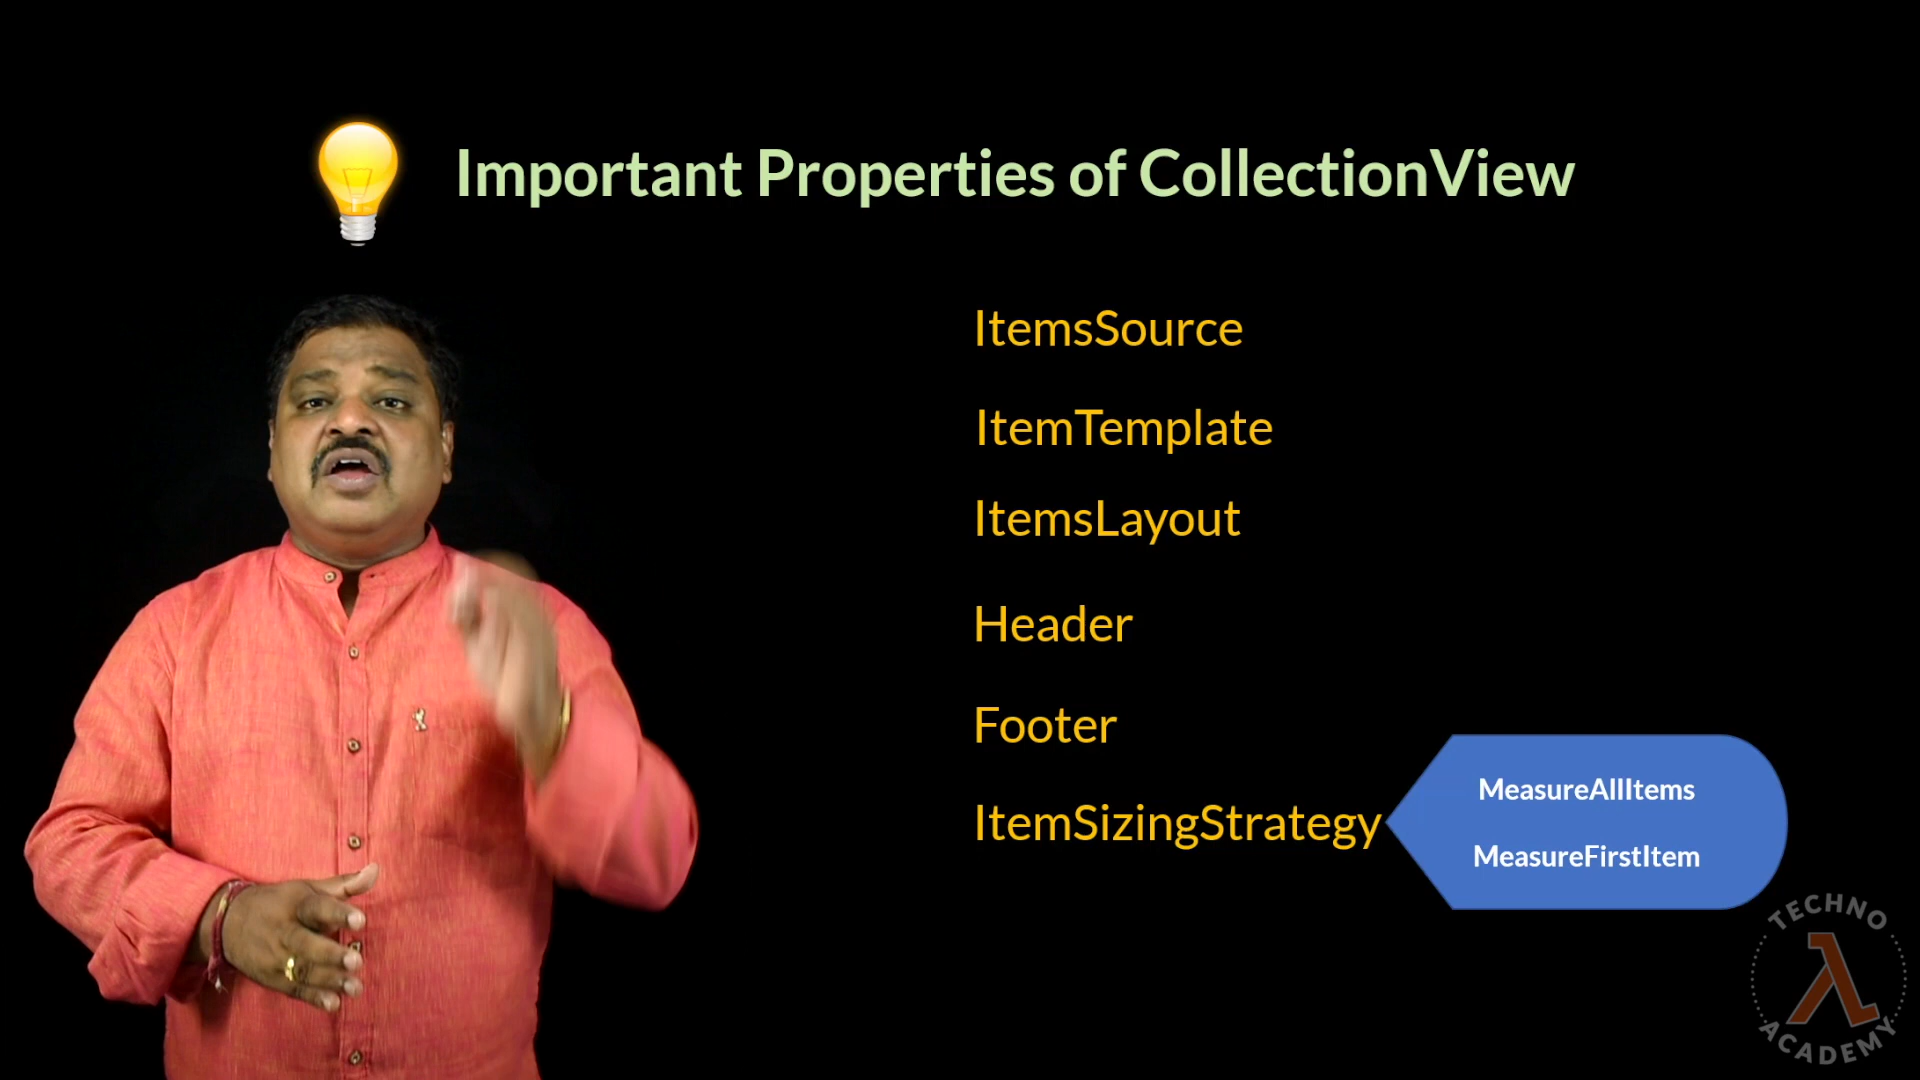 Important Properties of CollectionView
ItemsSource
ItemTemplate
ItemsLayout
Header
Footer
ItemSizingStrategy
MeasureAllItems
MeasureFirstItem
TECHNO
ACADEMY